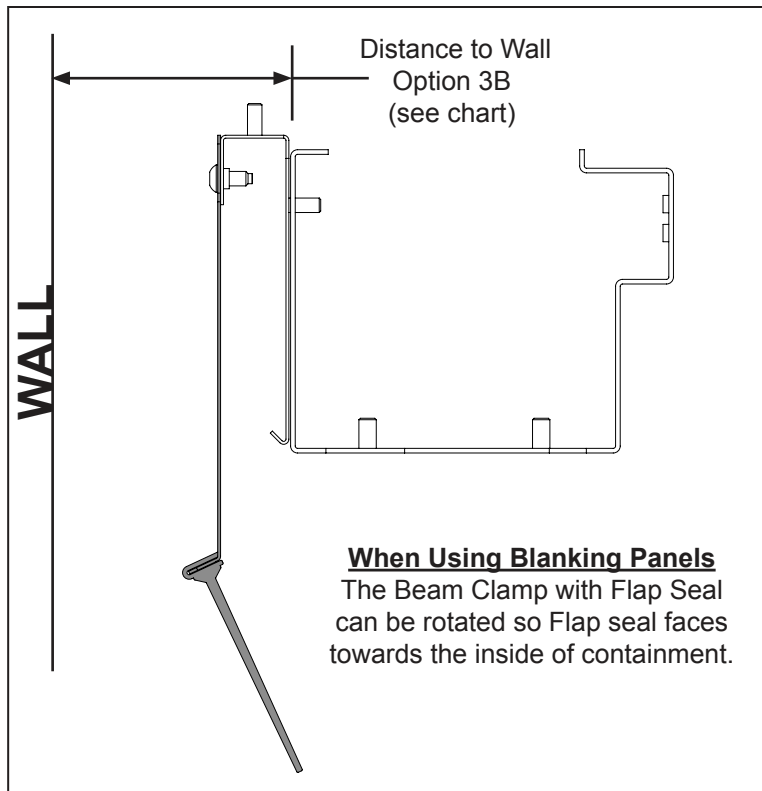 Distance to Wall
Option 3B
(see chart)
WALL
When Using Blanking Panels
The Beam Clamp with Flap Seal
can be rotated so Flap seal faces
towards the inside of containment.